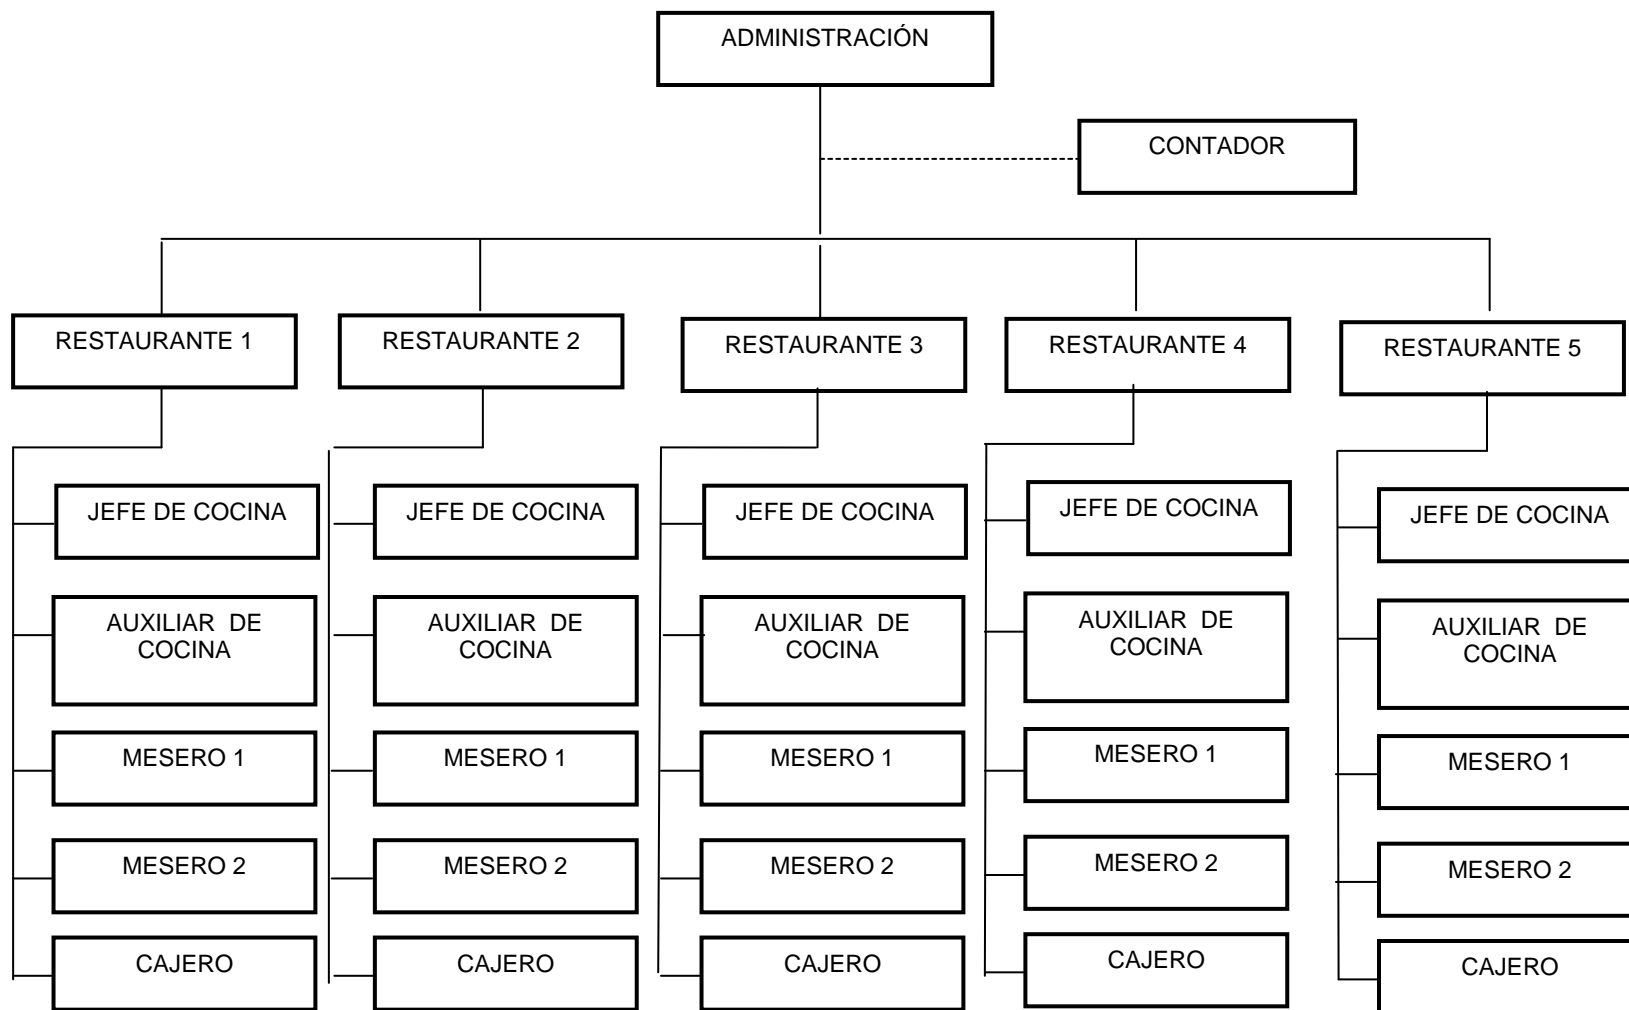 ADMINISTRACIÓN
CONTADOR
RESTAURANTE 1
RESTAURANTE 2
RESTAURANTE 3
RESTAURANTE 4
RESTAURANTE 5
JEFE DE COCINA
JEFE DE COCINA
JEFE DE COCINA
JEFE DE COCINA
JEFE DE COCINA
AUXILIAR DE
COCINA
AUXILIAR DE
COCINA
AUXILIAR DE
COCINA
AUXILIAR DE
COCINA
AUXILIAR DE
COCINA
MESERO 1
MESERO 1
MESERO 1
MESERO 1
MESERO 1
MESERO 2
MESERO 2
MESERO 2
MESERO 2
MESERO 2
CAJERO
CAJERO
CAJERO
CAJERO
CAJERO